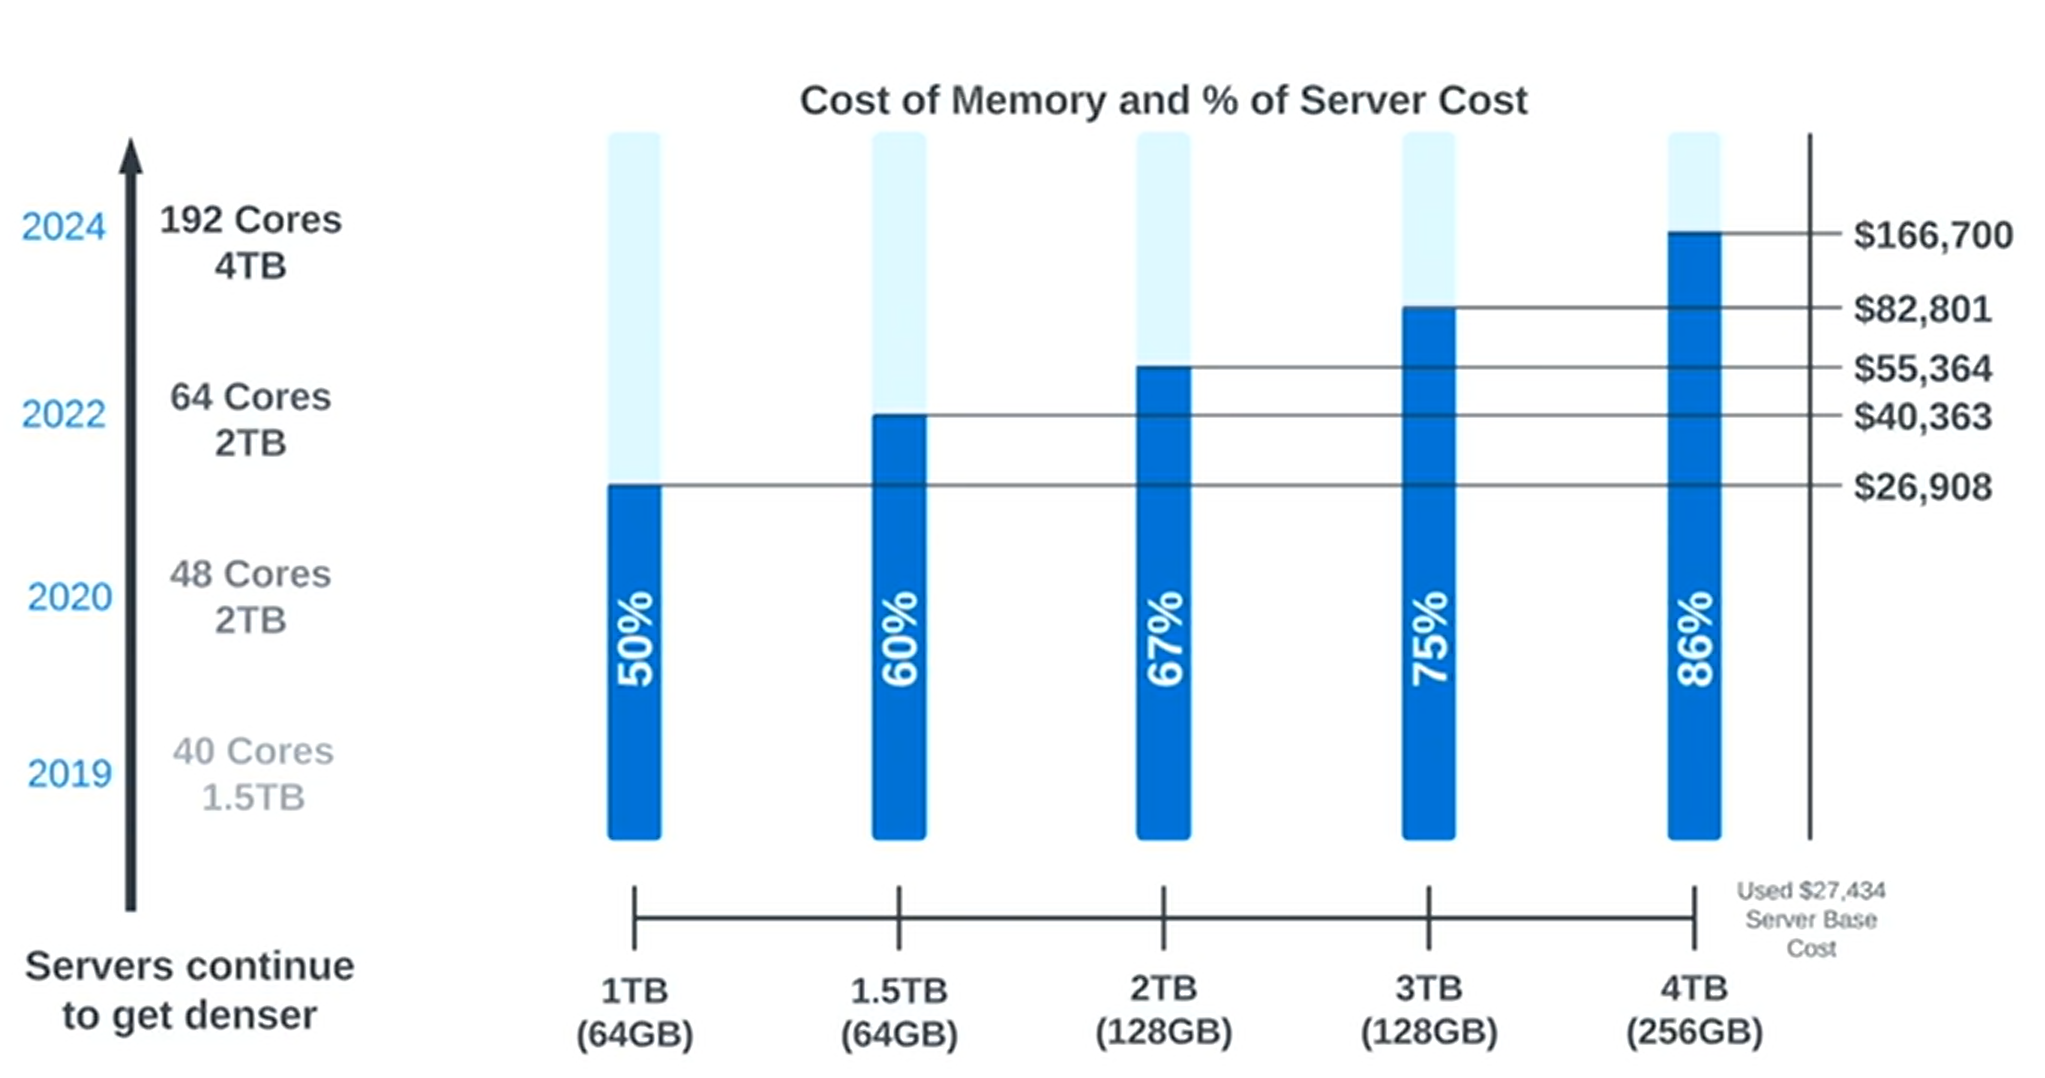 Cost of Memory and % of Server Cost
2024
192 Cores
4TB
2022
64 Cores
2TB
2020
48 Cores
2TB
2019
40 Cores
1.5TB
Servers continue
to get denser
50%
60%
67%
75%
86%
$166,700
$82,801
$55,364
$40,363
$26,908
Used $27,434
Server Base
Cost
1TB
(64GB)
1.5TB
(64GB)
2TB
(128GB)
3TB
(128GB)
4TB
(256GB)